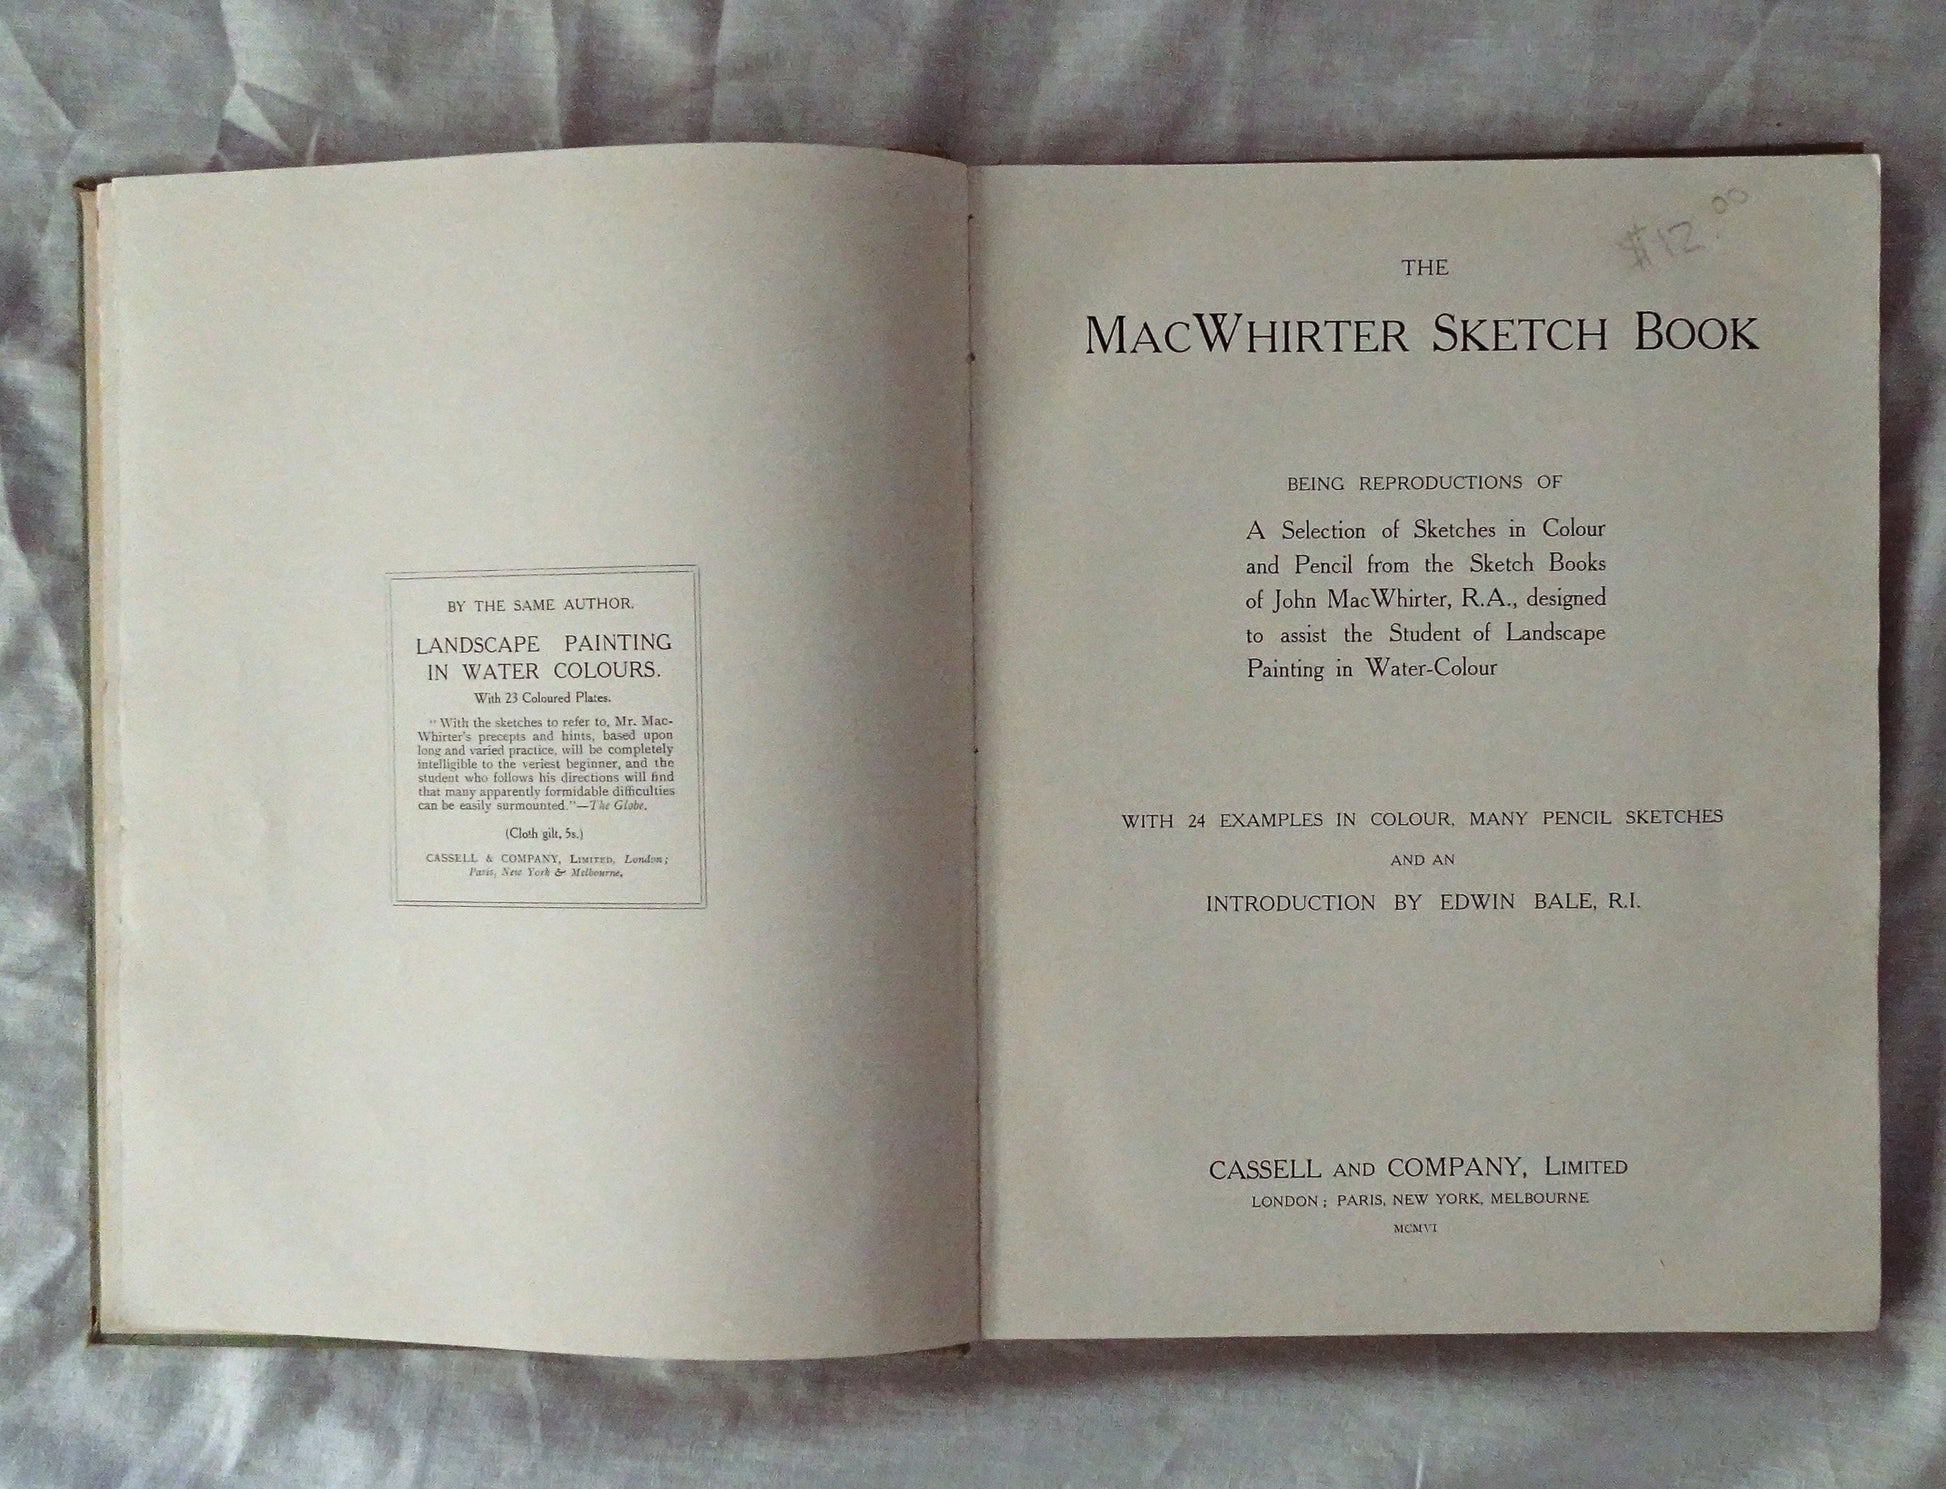 BY THE SAME AUTHOR.
LANDSCAPE PAINTING
IN WATER COLOURS.
With 23 Coloured Plates.
"With the sketches to refer to, Mr. Mac-
Whirter's precepts and hints, based upon
long and varied practice, will be completely
intelligible to the veriest beginner, and the
student who follows his directions will find
that many apparently formidable difficulties
can be easily surmounted."—The Globe.
(Cloth gilt, 5s.)
CASSELL & COMPANY, LIMITED, London;
Paris, New York & Melbourne.
$12.00
THE
MACWHIRTER SKETCH BOOK
BEING REPRODUCTIONS OF
A Selection of Sketches in Colour
and Pencil from the Sketch Books
of John MacWhirter, R.A., designed
to assist the Student of Landscape
Painting in Water-Colour
WITH 24 EXAMPLES IN COLOUR, MANY PENCIL SKETCHES
AND AN
INTRODUCTION BY EDWIN BALE, R.I.
CASSELL AND COMPANY, LIMITED
LONDON; PARIS, NEW YORK, MELBOURNE
MCMVI